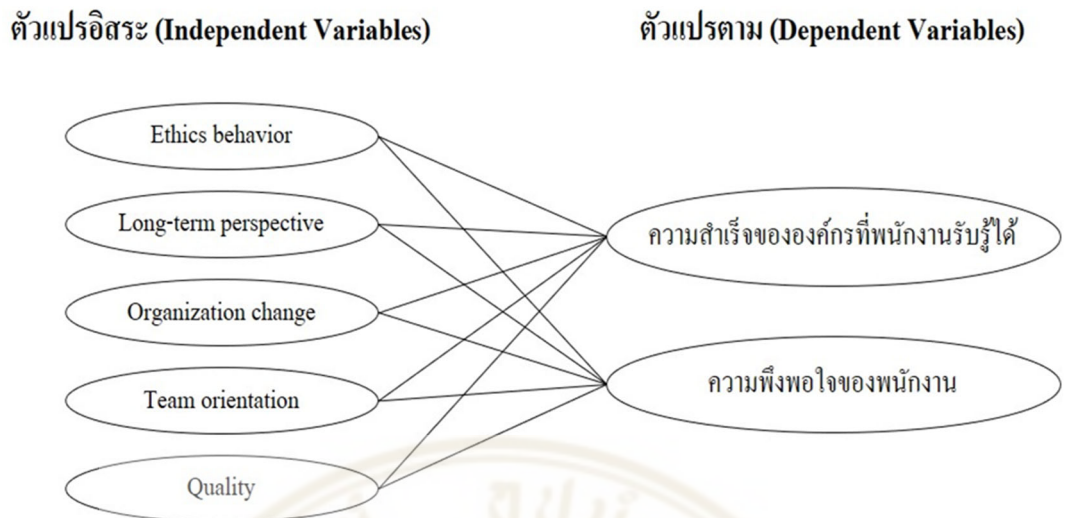 ตัวแปรอิสระ (Independent Variables)
ตัวแปรตาม (Dependent Variables)
Ethics behavior
Long-term perspective
Organization change
Team orientation
Quality
ความสำเร็จขององค์กรที่พนักงานรับรู้ได้
ความพึงพอใจของพนักงาน